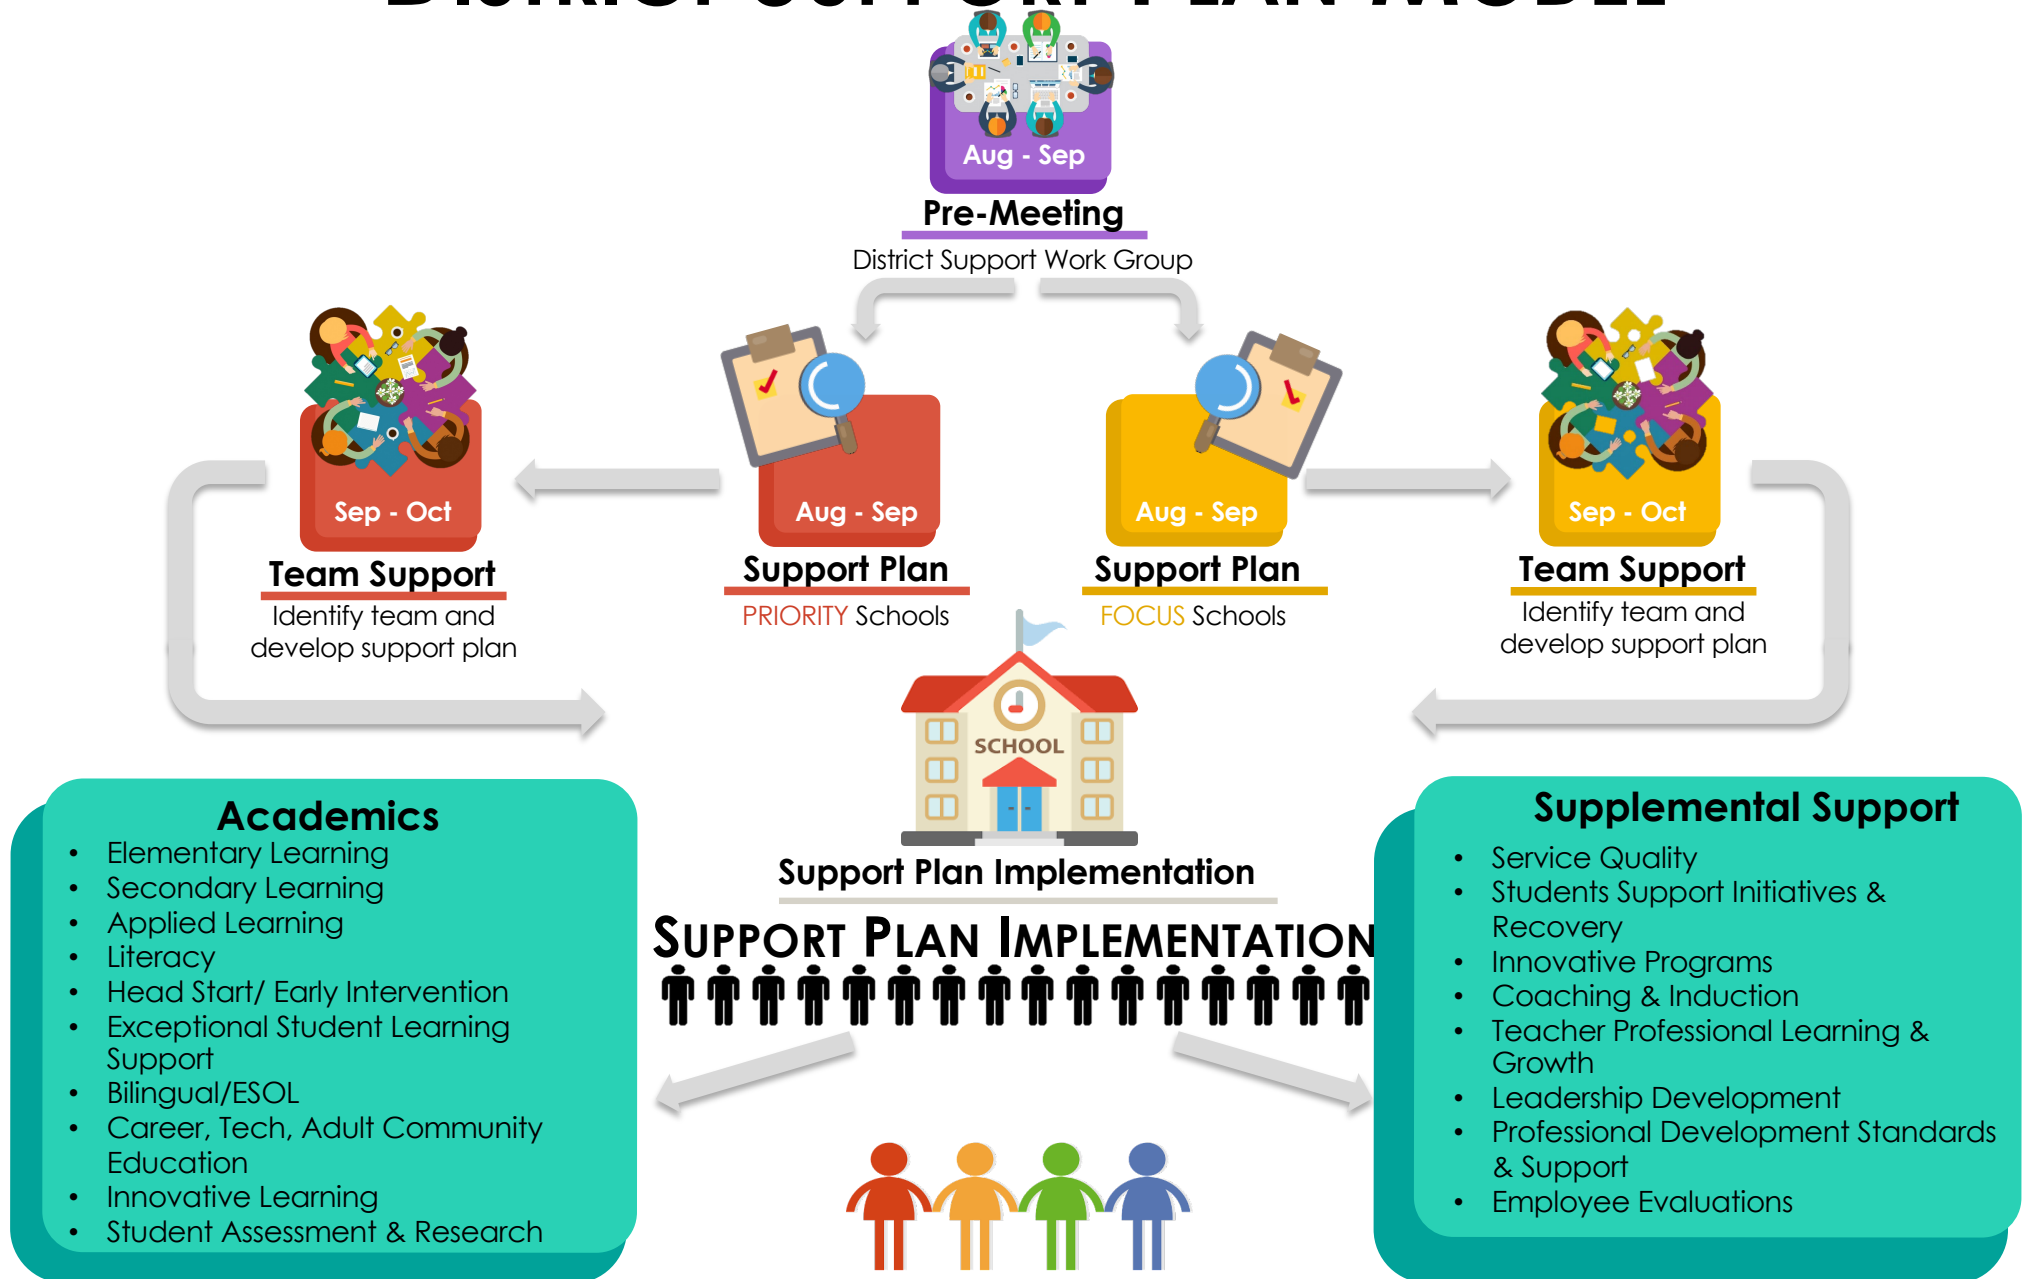 DISTRICT SUPPORT PLAN MODEL
Aug - Sep
Pre-Meeting
District Support Work Group
Sep - Oct
Team Support
Identify team and
develop support plan
Aug - Sep
Support Plan
PRIORITY Schools
Aug - Sep
Support Plan
FOCUS Schools
Sep - Oct
Team Support
Identify team and
develop support plan
SCHOOL
Support Plan Implementation
SUPPORT PLAN IMPLEMENTATION
Academics
• Elementary Learning
• Secondary Learning
• Applied Learning
• Literacy
• Head Start/ Early Intervention
• Exceptional Student Learning
Support
• Bilingual/ESOL
• Career, Tech, Adult Community
Education
• Innovative Learning
• Student Assessment & Research
Supplemental Support
• Service Quality
• Students Support Initiatives &
Recovery
• Innovative Programs
• Coaching & Induction
• Teacher Professional Learning &
Growth
• Leadership Development
• Professional Development Standards
& Support
• Employee Evaluations